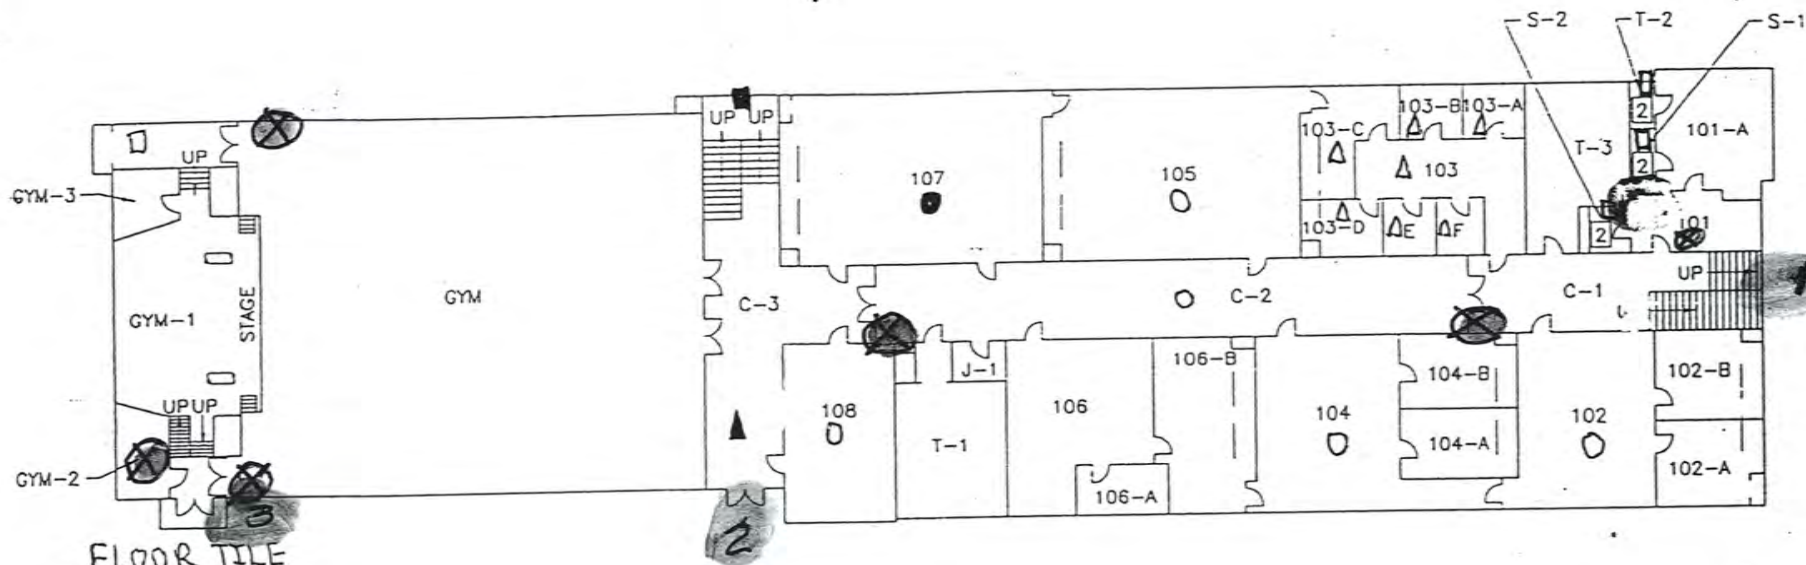 S-2 T-2 S-1
UP UP
103-B 103-A
2
101-A
103-C
T-3
UP
2
107
105
103
GYM-3
103-D E F
2
101
UP
GYM
C-3
C-2
C-1
1
GYM-1
STAGE
J-1
106-B
104-B
102-B
UP UP
108
106
104
102
T-1
104-A
102-A
GYM-2
106-A
3
2
FLOOR TILE